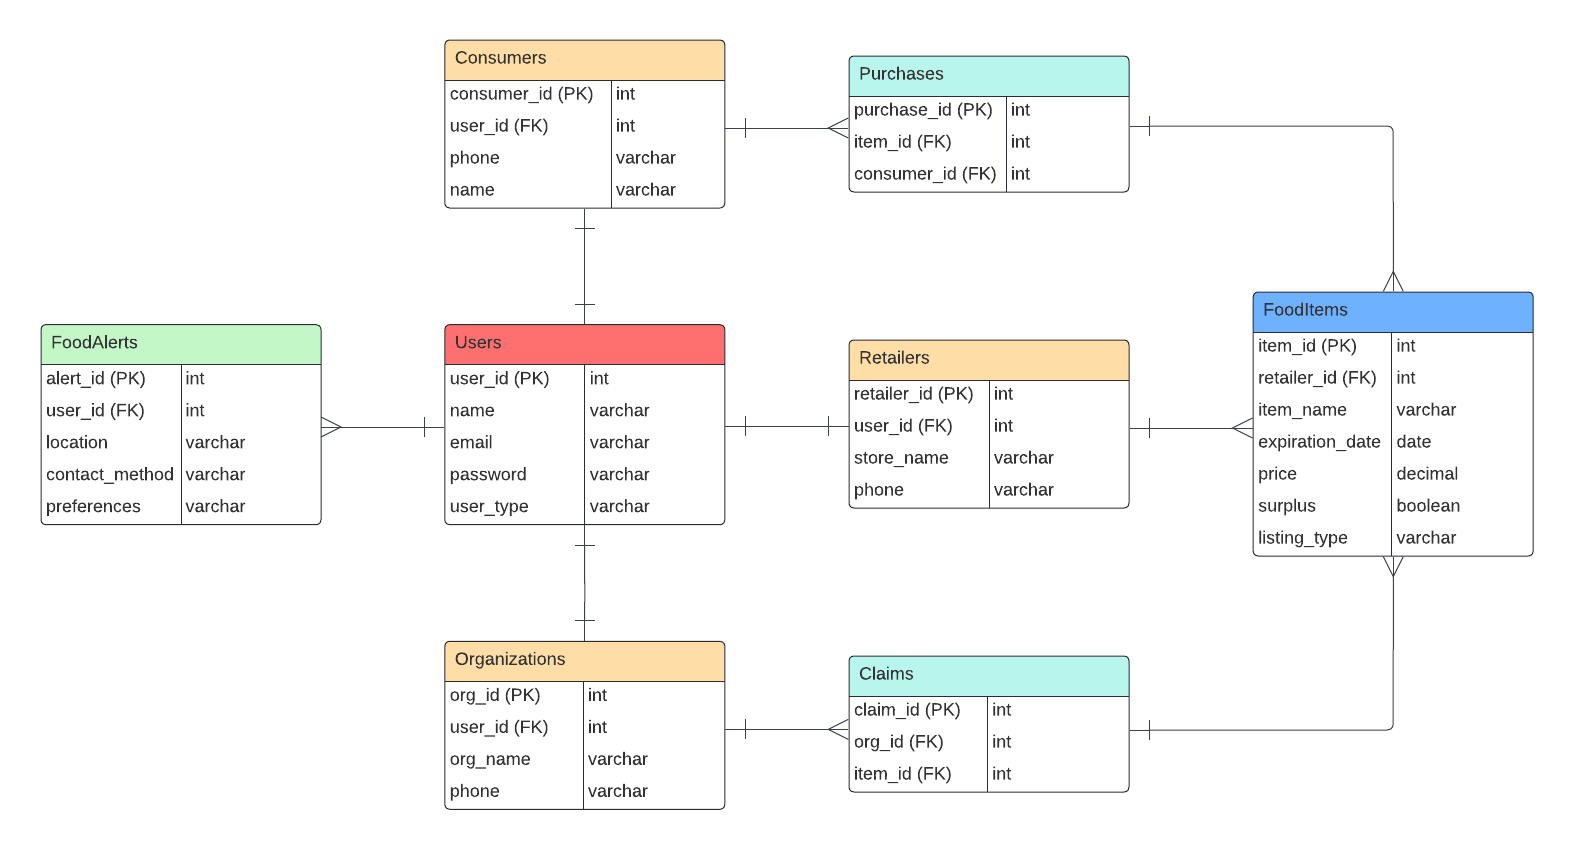 Consumers
consumer_id (PK) int
user_id (FK) int
phone varchar
name varchar
Purchases
purchase_id (PK) int
item_id (FK) int
consumer_id (FK) int
FoodAlerts
alert_id (PK) int
user_id (FK) int
location varchar
contact_method varchar
preferences varchar
Users
user_id (PK) int
name varchar
email varchar
password varchar
user_type varchar
Retailers
retailer_id (PK) int
user_id (FK) int
store_name varchar
phone varchar
FoodItems
item_id (PK) int
retailer_id (FK) int
item_name varchar
expiration_date date
price decimal
surplus boolean
listing_type varchar
Organizations
org_id (PK) int
user_id (FK) int
org_name varchar
phone varchar
Claims
claim_id (PK) int
org_id (FK) int
item_id (FK) int